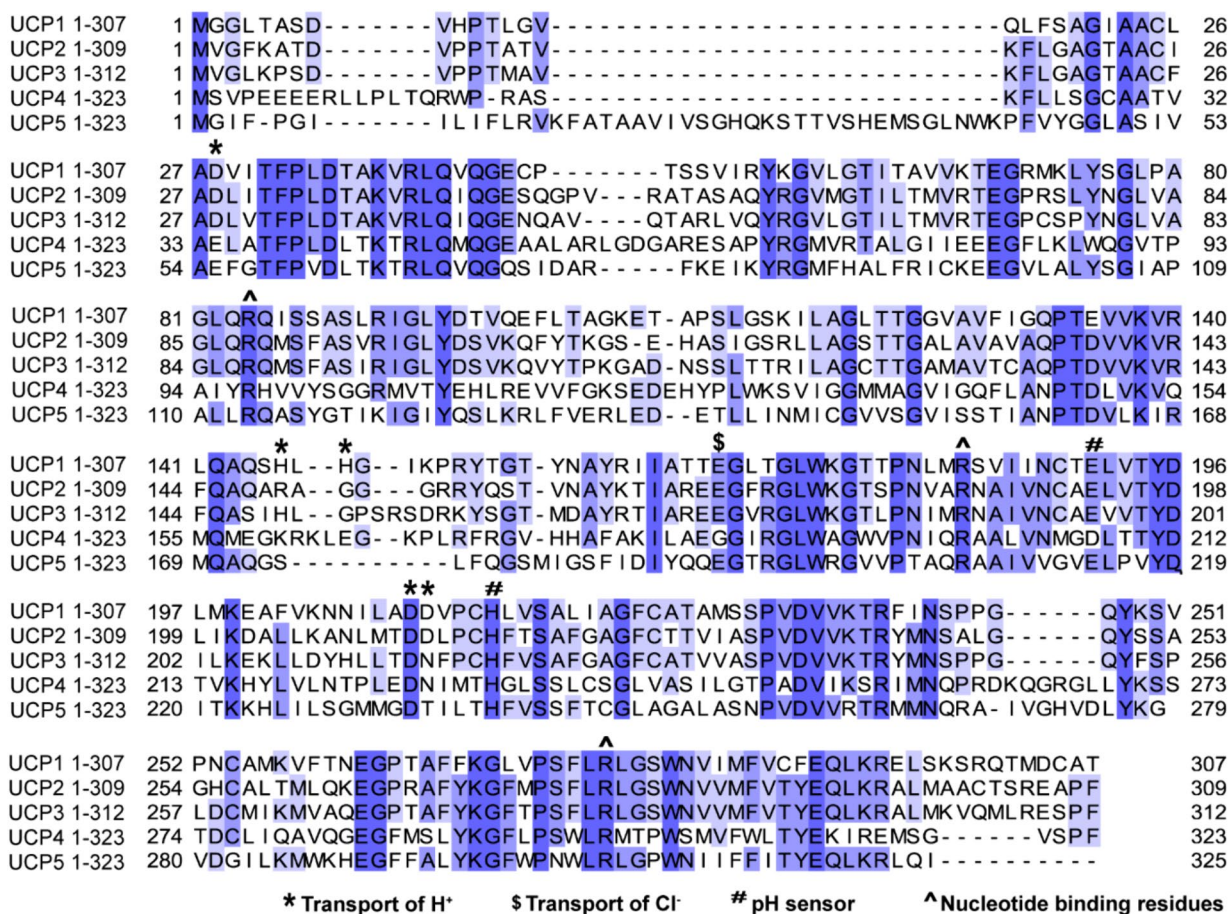 UCP1 1-307 1 MGGLTASD--------VHPTLGV--------------------------------QLFSAGIAACL 26
UCP2 1-309 1 MVGFKATD--------VPPTATV--------------------------------KFLGAGTAACI 26
UCP3 1-312 1 MVGLKPSD--------VPPTMAV--------------------------------KFLGAGTAACF 26
UCP4 1-323 1 MSVPEEEERLLPLTQRWP-RAS--------------------------------KFLLSGCAATV 32
UCP5 1-323 1 MGIF-PGI------ILIFLRVKFATAAVIVSGHQKSTTVSHEMSGLNWKPFVYGGLASIV 53
*
UCP1 1-307 27 ADVITFPLDTAKVRLQVQGECP------TSSVIRYKGVLGTITAVVKTEGRMKLYSGLPA 80
UCP2 1-309 27 ADLITFPLDTAKVRLQIQGESQGPV---RATASAQYRGVMGTILTMVRTEGPRSLYNGLVA 84
UCP3 1-312 27 ADLVTFPLDTAKVRLQIQGENQAV----QTARLVQYRGVLGTILTMVRTEGPCSPYNGLVA 83
UCP4 1-323 33 AELATFPLDLTKTRLQMQGEAALARLGDGARESAPYRGMVRTALGIIEEEGFLKLWQGVTP 93
UCP5 1-323 54 AEFGTFPVDLTKTRLQVQGQSIDAR-----FKEIKYRGMFHALFRICKEEGVLALYSGIAP 109
^
UCP1 1-307 81 GLQRQISSASLRIGLYDTVQEFLTAGKET-APSLGSKILAGLTTGGVAVFIGQPTEVVKVR 140
UCP2 1-309 85 GLQRQMSFASVRIGLYDSVKQFYTKGS-E-HASIGSRLLAGSTTGALAVAVAQPTDVVKVR 143
UCP3 1-312 84 GLQRQMSFASIRIGLYDSVKQVYTPKGAD-NSSLTTRILAGCTTGAMAVTCAQPTDVVKVR 143
UCP4 1-323 94 AIYRHVVYSGGRMVTYEHLREVVFGKSEDEHYPLWKSVIGGMMAGVIGQFLANPTDLVKVQ 154
UCP5 1-323 110 ALLRQASYGTIKIGIYQSLKRLFVERLED--ETLLINMICGVVSGVISSTIANPTDVLKIR 168
* * $ ^ #
UCP1 1-307 141 LQAQSHL--HG--IKPRYTGT-YNAYRIIATTEGLTGLWKGTTPNLMRSVIINCTELVTYD 196
UCP2 1-309 144 FQAQARA--GG---GRRYQST-VNAYKTIAREEGFRGLWKGTSPNVARNAIVNCAELVTYD 198
UCP3 1-312 144 FQASIHL--GPSRSDRKYSGT-MDAYRTIAREEGVRGLWKGTLPNIMRNAIVNCAEVVTYD 201
UCP4 1-323 155 MQMEGKRKLEG--KPLRFRGV-HHAFAKILAEGGIRGLWAGWVPNIQRAALVNMGDLTTYD 212
UCP5 1-323 169 MQAQGS----------LFQGSMIGSFIDIYQQEGTRGLWRGVVPTAQRAAIVVGVELPVYD 219
* * #
UCP1 1-307 197 LMKEAFVKNNILADDVPCHLVSALIAGFCATAMSSPVDVVKTRFINSPPG------QYKSV 251
UCP2 1-309 199 LIKDALLKANLMTDDLPCHFTSAFGAGFCTTVIASPVDVVKTRYMNSALG------QYSSA 253
UCP3 1-312 202 ILKEKLLDYHLLTDNFPCHFVSAFGAGFCATVVASPVDVVKTRYMNSPPG------QYFSP 256
UCP4 1-323 213 TVKHYLVLNTPLEDNIMTHGLSSLCSGLVASILGTPADVIKSRIMNQPRDKQGRGLLYKSS 273
UCP5 1-323 220 ITKKHLILSGMMGDTILTHFVSSFTCGLAGALASNPVDVVRTRMMNQRA-IVGHVDLYKG 279
^
UCP1 1-307 252 PNCAMKVFTNEGPTAFFKGLVPSFLRLGSWNVIMFVCFEQLKRELSKSRQTMDCAT 307
UCP2 1-309 254 GHCALTMLQKEGPRAFYKGFMPSFLRLGSWNVVMFVTYEQLKRALMAACTSREAPF 309
UCP3 1-312 257 LDCMIKMVAQEGPTAFYKGFTPSFLRLGSWNVVMFVTYEQLKRALMKVQMLRESPF 312
UCP4 1-323 274 TDCLIQAVQGEGFMSLYKGFLPSWLRMTPWSMVFWLTYEKIREMSG------VSPF 323
UCP5 1-323 280 VDGILKMWKHEGFFALYKGFWPNWLRLGPWNIIFFITYEQLKRLQI---------- 325
* Transport of H+ $ Transport of Cl- # pH sensor ^ Nucleotide binding residues